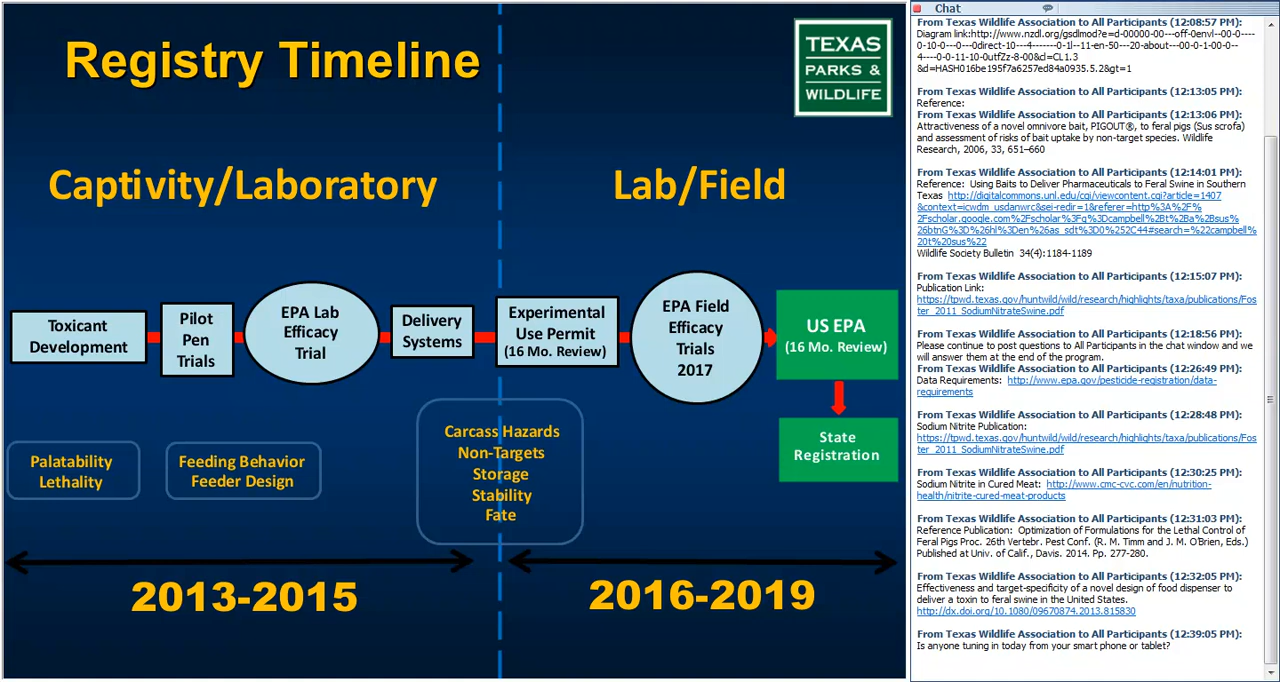 Registry Timeline
TEXAS
PARKS &
WILDLIFE
Captivity/Laboratory
Lab/Field
Toxicant
Development
Pilot
Pen
Trials
EPA Lab
Efficacy
Trial
Delivery
Systems
Experimental
Use Permit
(16 Mo. Review)
EPA Field
Efficacy
Trials
2017
US EPA
(16 Mo. Review)
State
Registration
Palatability
Lethality
Feeding Behavior
Feeder Design
Carcass Hazards
Non-Targets
Storage
Stability
Fate
2013-2015
2016-2019
Chat
From Texas Wildlife Association to All Participants (12:08:57 PM):
Diagram link:http://www.nzdl.org/gsdlmod?e=d-00000-00---off-0envl--00-0----
0-10-0---0---0direct-10---4-------0-1l--11-en-50---20-about---00-0-1-00-0--
4----0-0-11-10-0utfZz-8-00&cl=CL1.3
&d=HASH016be195f7a6257ed84a0935.5.2&gt=1
From Texas Wildlife Association to All Participants (12:13:05 PM):
Reference:
From Texas Wildlife Association to All Participants (12:13:06 PM):
Attractiveness of a novel omnivore bait, PIGOUT®, to feral pigs (Sus scrofa)
and assessment of risks of bait uptake by non-target species. Wildlife
Research, 2006, 33, 651–660
From Texas Wildlife Association to All Participants (12:14:01 PM):
Reference: Using Baits to Deliver Pharmaceuticals to Feral Swine in Southern
Texas http://digitalcommons.unl.edu/cgi/viewcontent.cgi?article=1407
&context=icwdm_usdanwrc&sei-redir=1&referer=http%3A%2F%
2Fscholar.google.com%2Fscholar%3Fq%3Dcampbell%2Bt%2Ba%2Bsus%
26btnG%3D%26hl%3Den%26as_sdt%3D0%252C44#search=%22campbell%
20t%20sus%22
Wildlife Society Bulletin 34(4):1184-1189
From Texas Wildlife Association to All Participants (12:15:07 PM):
Publication Link:
https://tpwd.texas.gov/huntwild/wild/research/highlights/taxa/publications/Fos
ter_2011_SodiumNitrateSwine.pdf
From Texas Wildlife Association to All Participants (12:18:56 PM):
Please continue to post questions to All Participants in the chat window and we
will answer them at the end of the program.
From Texas Wildlife Association to All Participants (12:26:49 PM):
Data Requirements: http://www.epa.gov/pesticide-registration/data-
requirements
From Texas Wildlife Association to All Participants (12:28:48 PM):
Sodium Nitrite Publication:
https://tpwd.texas.gov/huntwild/wild/research/highlights/taxa/publications/Fos
ter_2011_SodiumNitrateSwine.pdf
From Texas Wildlife Association to All Participants (12:30:25 PM):
Sodium Nitrite in Cured Meat: http://www.cmc-cvc.com/en/nutrition-
health/nitrite-cured-meat-products
From Texas Wildlife Association to All Participants (12:31:03 PM):
Reference Publication: Optimization of Formulations for the Lethal Control of
Feral Pigs Proc. 26th Vertebr. Pest Conf. (R. M. Timm and J. M. O'Brien, Eds.)
Published at Univ. of Calif., Davis. 2014. Pp. 277-280.
From Texas Wildlife Association to All Participants (12:32:05 PM):
Effectiveness and target-specificity of a novel design of food dispenser to
deliver a toxin to feral swine in the United States.
http://dx.doi.org/10.1080/09670874.2013.815830
From Texas Wildlife Association to All Participants (12:39:05 PM):
Is anyone tuning in today from your smart phone or tablet?